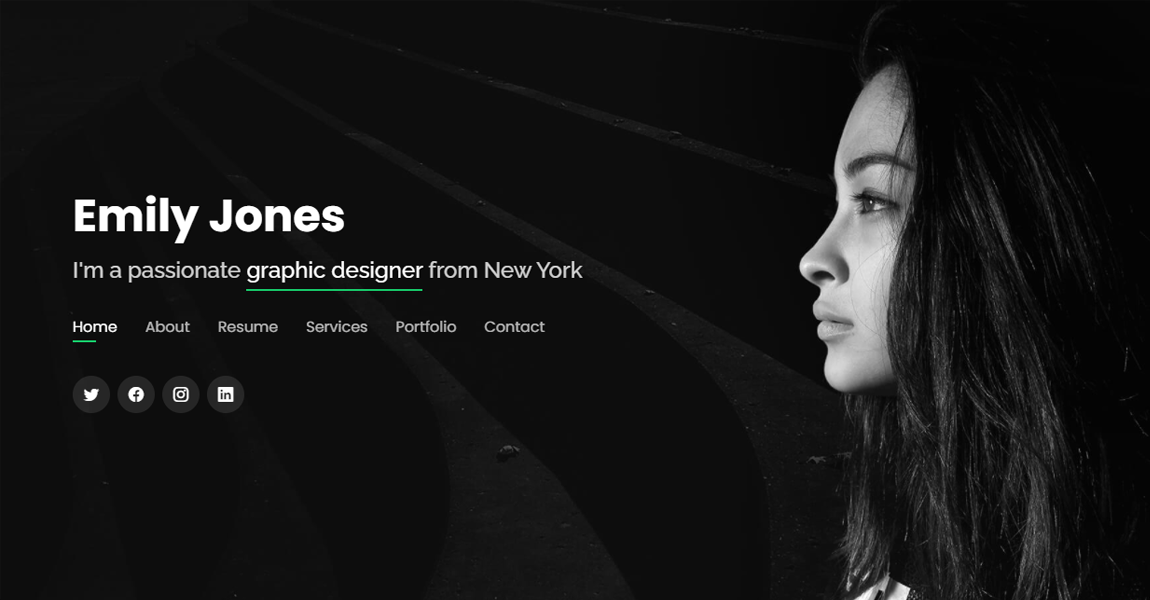 Emily Jones
I'm a passionate graphic designer from New York
Home About Resume Services Portfolio Contact